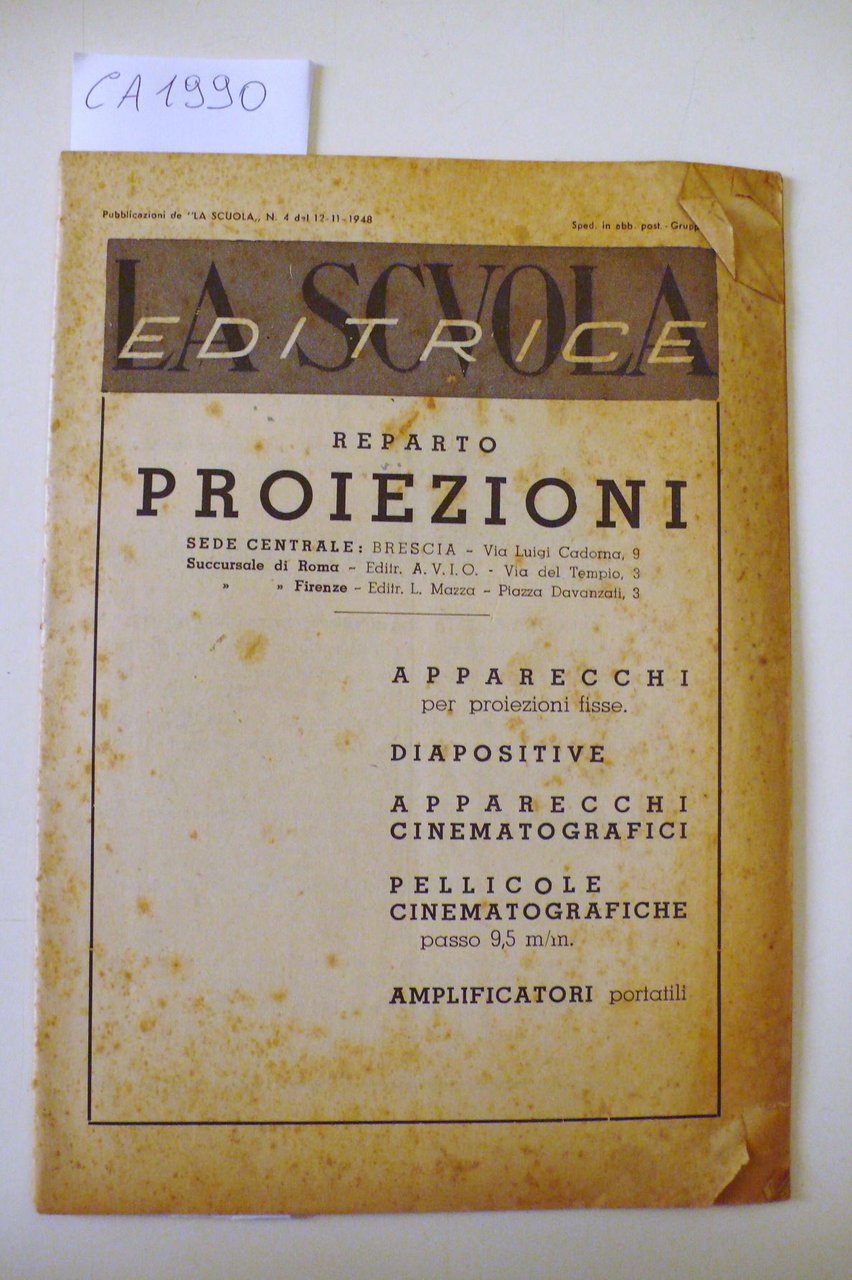 CA1990
Pubblicazioni de "LA SCUOLA,, N. 4 del 12-11-1948
Sped. in abb. post. - Grupp
LA SCVOLA
EDITRICE
REPARTO
PROIEZIONI
SEDE CENTRALE: BRESCIA - Via Luigi Cadorna, 9
Succursale di Roma - Editr. A.V.I.O. - Via del Tempio, 3
» » Firenze - Editr. L. Mazza - Piazza Davanzati, 3
APPARECCHI
per proiezioni fisse.
DIAPOSITIVE
APPARECCHI
CINEMATOGRAFICI
PELLICOLE
CINEMATOGRAFICHE
passo 9,5 m/m.
AMPLIFICATORI portatili